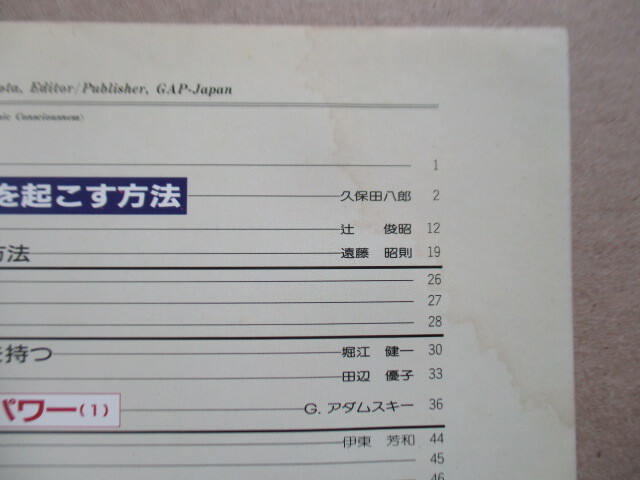 ota, Editor/Publisher, GAP-Japan
nic Consciousness)
1
を起こす方法 久保田八郎 2
辻 俊昭 12
方法 遠藤 昭則 19
26
27
28
を持つ 堀江 健一 30
田辺 優子 33
パワー(1) G. アダムスキー 36
伊東 芳和 44
45
46